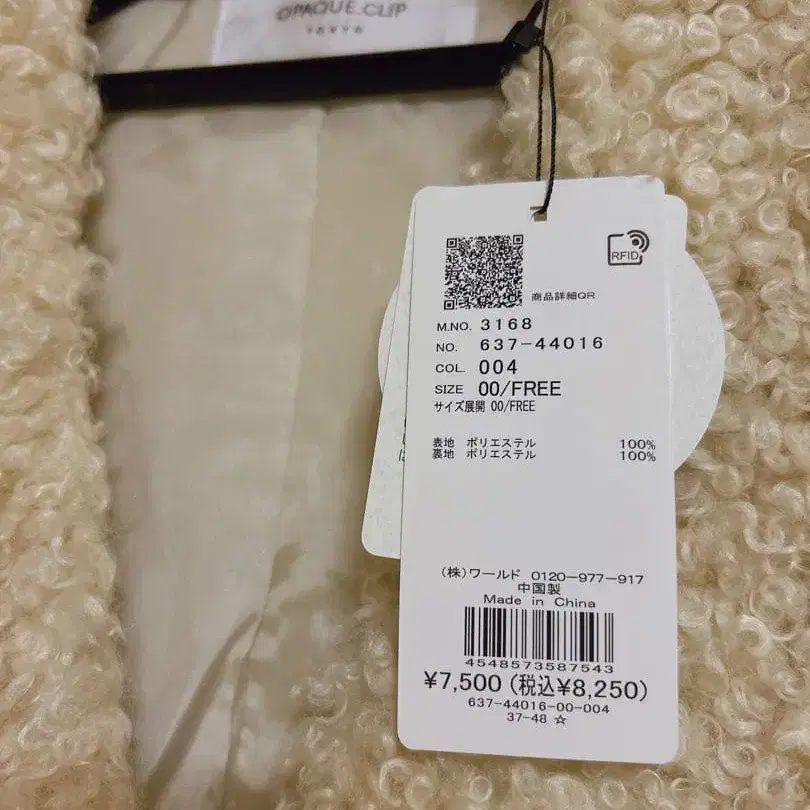 OPAQUE.CLIP
RFID
商品詳細QR
M.NO. 3168
NO. 637-44016
COL. 004
SIZE 00/FREE
サイズ展開 00/FREE
表地 ポリエステル 100%
裏地 ポリエステル 100%
(株)ワールド 0120-977-917
中国製
Made in China
4548573587543
¥7,500(税込¥8,250)
637-44016-00-004
37-48 ☆